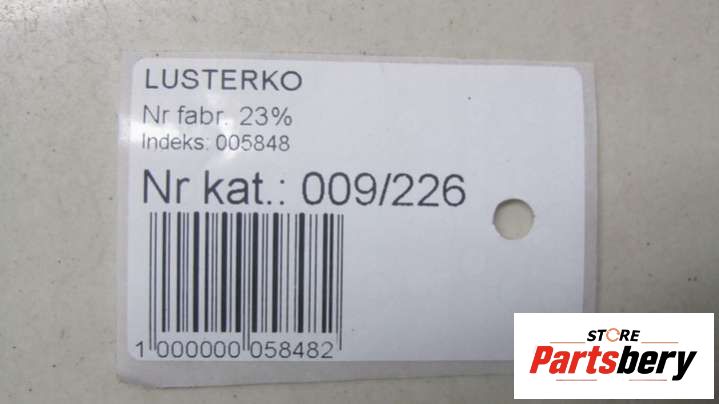 LUSTERKO
Nr fabr. 23%
Indeks: 005848
Nr kat.: 009/226
1 000000 058482
STORE
Partsbery